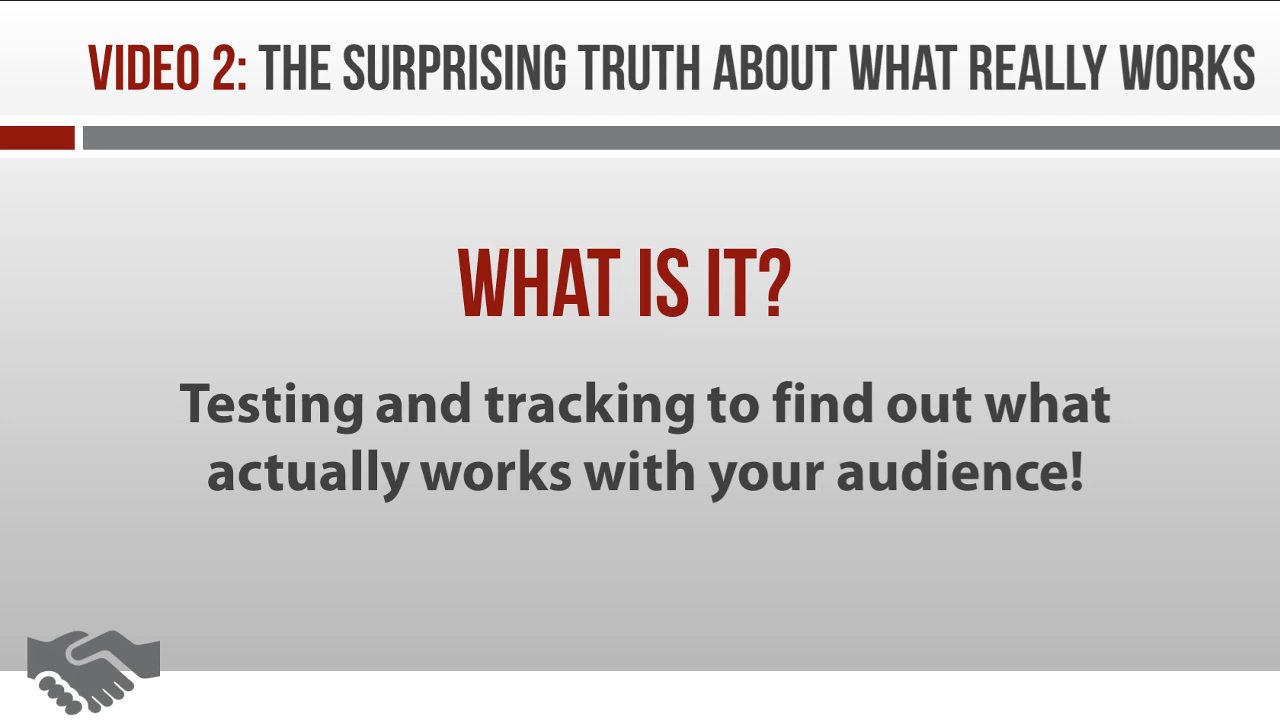 VIDEO 2: THE SURPRISING TRUTH ABOUT WHAT REALLY WORKS
WHAT IS IT?
Testing and tracking to find out what
actually works with your audience!